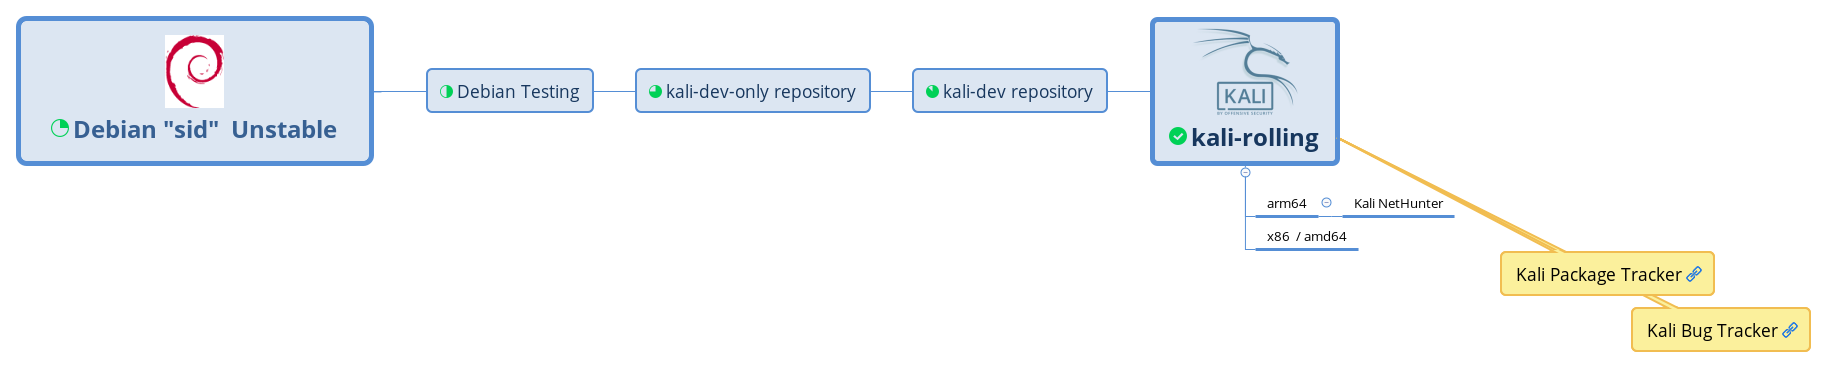 Debian "sid"  Unstable
Debian Testing
kali-dev-only repository
kali-dev repository
KALI
BY OFFENSIVE SECURITY
kali-rolling
arm64
Kali NetHunter
x86  / amd64
Kali Package Tracker
Kali Bug Tracker